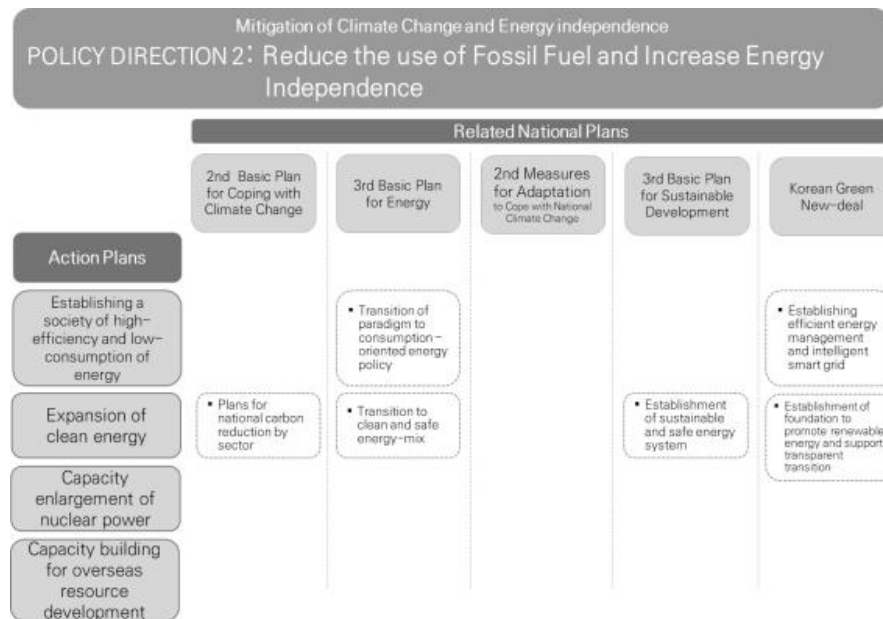 Mitigation of Climate Change and Energy independence
POLICY DIRECTION 2: Reduce the use of Fossil Fuel and Increase Energy
Independence
Related National Plans
2nd Basic Plan
for Coping with
Climate Change
3rd Basic Plan
for Energy
2nd Measures
for Adaptation
to Cope with National
Climate Change
3rd Basic Plan
for Sustainable
Development
Korean Green
New-deal
Action Plans
Establishing a
society of high-
efficiency and low-
consumption of
energy
▪ Transition of
paradigm to
consumption-
oriented energy
policy
▪ Establishing
efficient energy
management
and intelligent
smart grid
Expansion of
clean energy
▪ Plans for
national carbon
reduction by
sector
▪ Transition to
clean and safe
energy-mix
▪ Establishment
of sustainable
and safe energy
system
▪ Establishment of
foundation to
promote renewable
energy and support
transparent
transition
Capacity
enlargement of
nuclear power
Capacity building
for overseas
resource
development